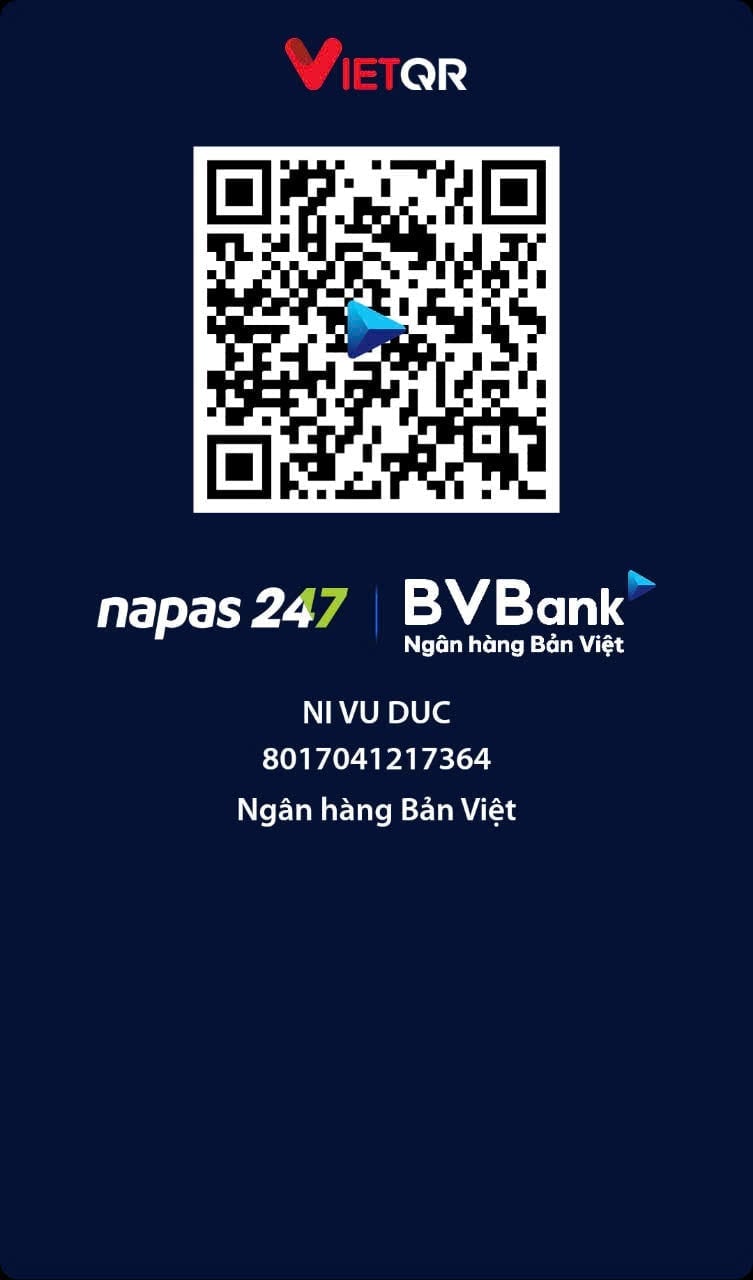 VIETQR
napas 247
BVBank
Ngân hàng Bản Việt
NI VU DUC
8017041217364
Ngân hàng Bản Việt